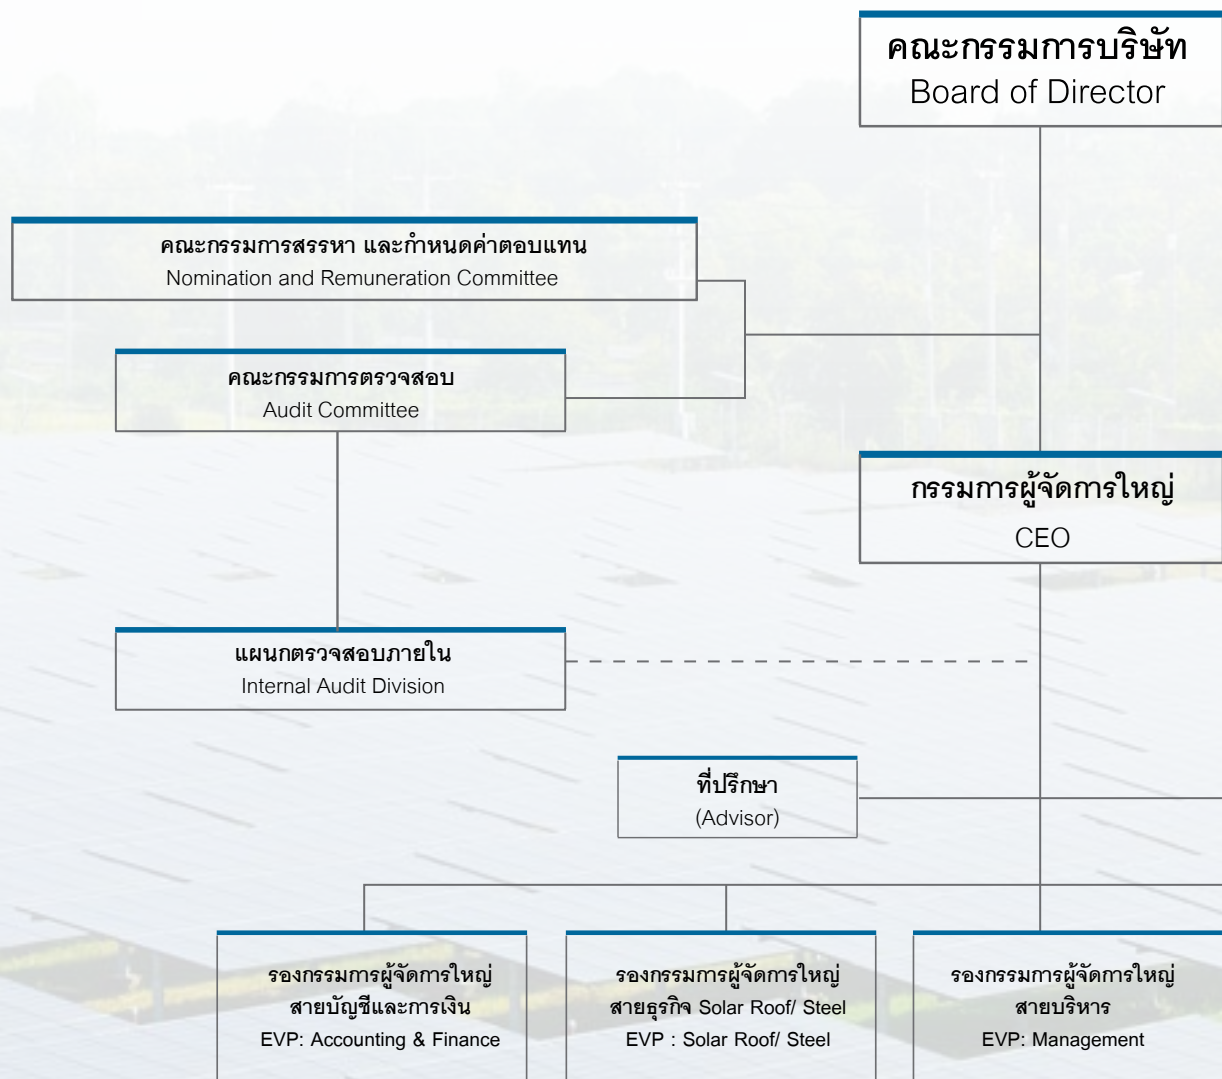 คณะกรรมการบริษัท
Board of Director
คณะกรรมการสรรหา และกำหนดค่าตอบแทน
Nomination and Remuneration Committee
คณะกรรมการตรวจสอบ
Audit Committee
กรรมการผู้จัดการใหญ่
CEO
แผนกตรวจสอบภายใน
Internal Audit Division
ที่ปรึกษา
(Advisor)
รองกรรมการผู้จัดการใหญ่
สายบัญชีและการเงิน
EVP: Accounting & Finance
รองกรรมการผู้จัดการใหญ่
สายธุรกิจ Solar Roof/ Steel
EVP : Solar Roof/ Steel
รองกรรมการผู้จัดการใหญ่
สายบริหาร
EVP: Management